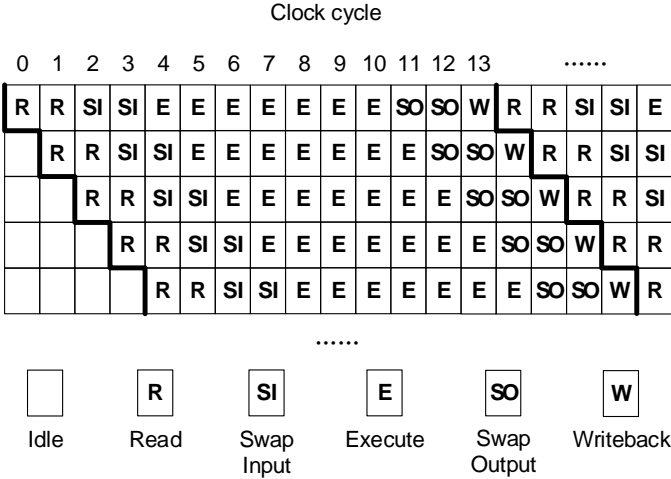 Clock cycle
0 1 2 3 4 5 6 7 8 9 10 11 12 13 ······
R R SI SI E E E E E E E SO SO W R R SI SI E
R R SI SI E E E E E E E SO SO W R R SI SI
R R SI SI E E E E E E E SO SO W R R SI
R R SI SI E E E E E E E SO SO W R R
R R SI SI E E E E E E E SO SO W R
······
R SI E SO W
Idle Read Swap Execute Swap Writeback
Input Output